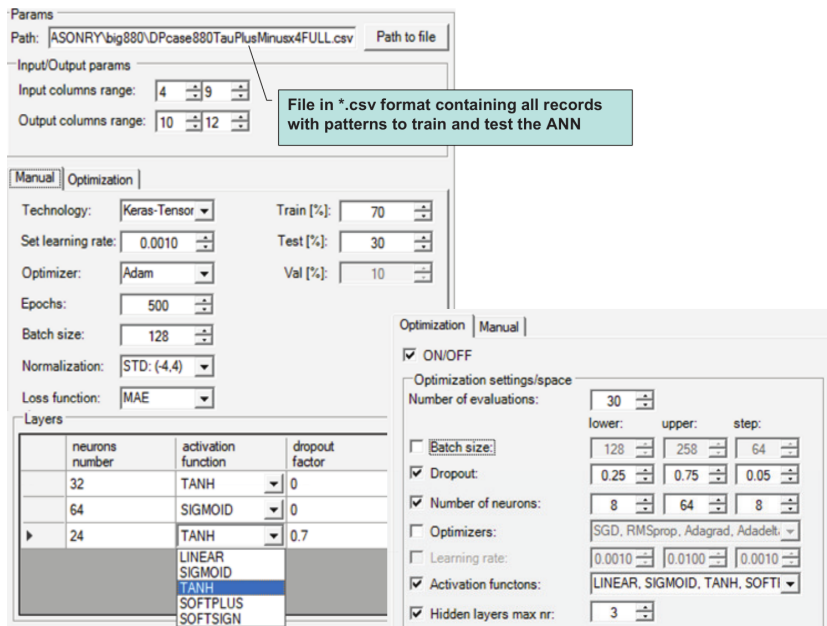 Params
Path: ASONRY\big880\DPcase880TauPlusMinusx4FULL.csv Path to file
Input/Output params
Input columns range: 4 9
Output columns range: 10 12
File in *.csv format containing all records
with patterns to train and test the ANN
Manual Optimization
Technology: Keras-Tensor Train [%]: 70
Set learning rate: 0.0010 Test [%]: 30
Optimizer: Adam Val [%]: 10
Epochs: 500
Batch size: 128
Normalization: STD: (-4,4)
Loss function: MAE
Layers
neurons number activation function dropout factor
32 TANH 0
64 SIGMOID 0
24 TANH 0.7
LINEAR
SIGMOID
TANH
SOFTPLUS
SOFTSIGN
Optimization Manual
ON/OFF
Optimization settings/space
Number of evaluations: 30
lower: upper: step:
Batch size: 128 258 64
Dropout: 0.25 0.75 0.05
Number of neurons: 8 64 8
Optimizers: SGD, RMSprop, Adagrad, Adadelt
Learning rate: 0.0010 0.0100 0.0010
Activation functons: LINEAR, SIGMOID, TANH, SOFTI
Hidden layers max nr: 3